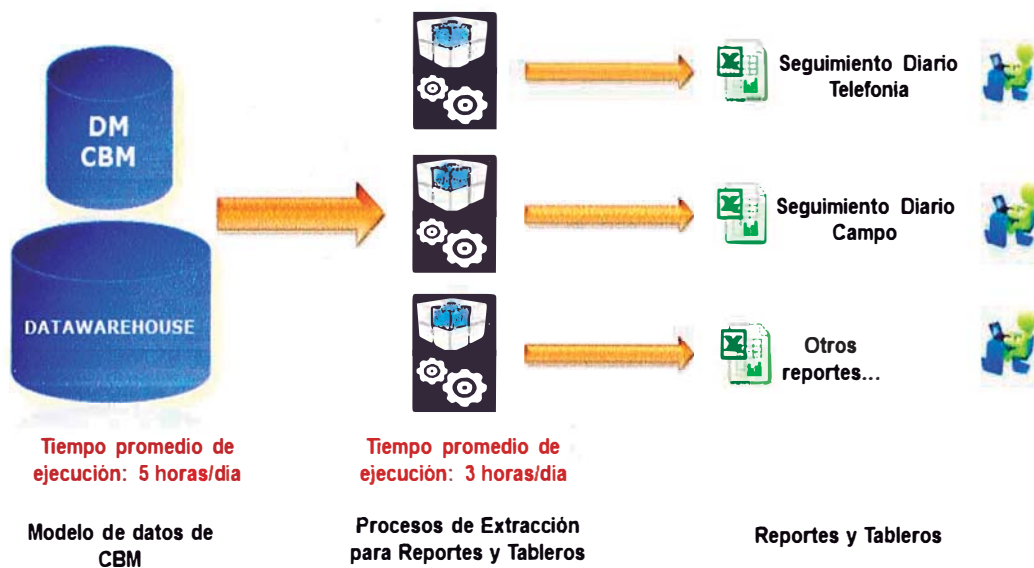 DM
CBM
DATAWAREHOUSE
Seguimiento Diario
Telefonía
Seguimiento Diario
Campo
Otros
reportes...
Tiempo promedio de
ejecución: 5 horas/día
Tiempo promedio de
ejecución: 3 horas/día
Modelo de datos de
CBM
Procesos de Extracción
para Reportes y Tableros
Reportes y Tableros